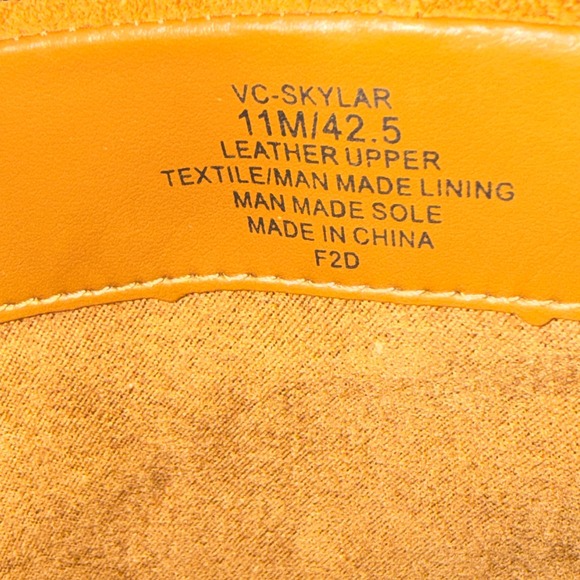 VC-SKYLAR
11M/42.5
LEATHER UPPER
TEXTILE/MAN MADE LINING
MAN MADE SOLE
MADE IN CHINA
F2D